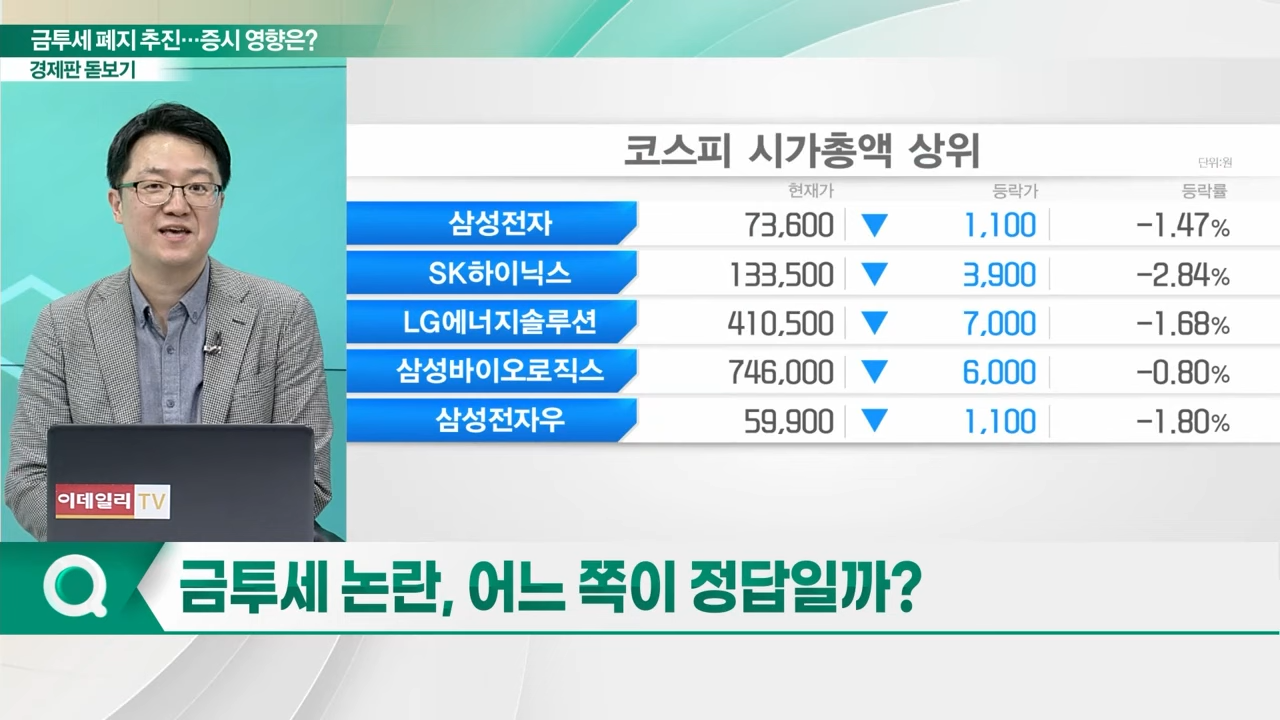 금투세 폐지 추진…증시 영향은?
경제판 돋보기
코스피 시가총액 상위
단위:원
현재가 등락가 등락률
삼성전자 73,600 ▼ 1,100 -1.47%
SK하이닉스 133,500 ▼ 3,900 -2.84%
LG에너지솔루션 410,500 ▼ 7,000 -1.68%
삼성바이오로직스 746,000 ▼ 6,000 -0.80%
삼성전자우 59,900 ▼ 1,100 -1.80%
이데일리 TV
금투세 논란, 어느 쪽이 정답일까?